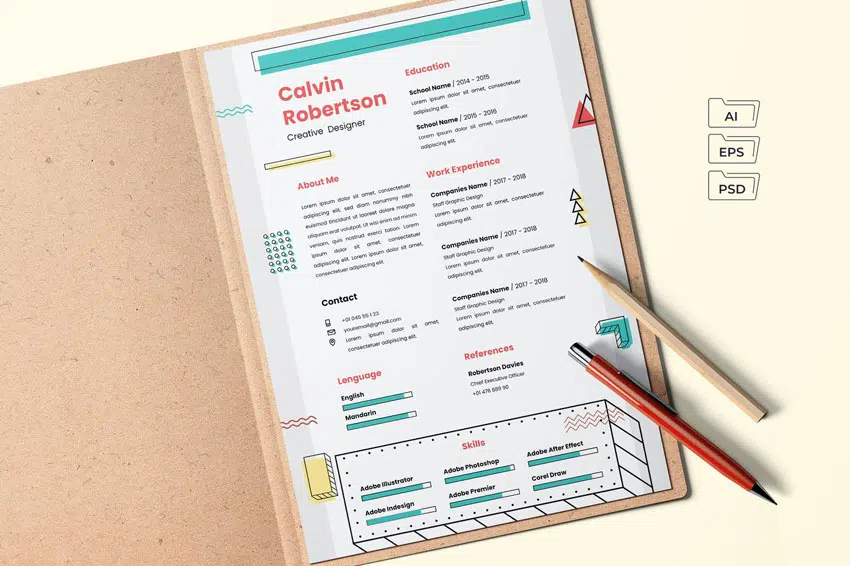 Calvin
Robertson
Creative Designer
About Me
Lorem ipsum dolor sit amet, consectetuer
adipiscing elit, sed diam nonummy nibh
euismod tincidunt ut laoreet dolore magna
aliquam erat volutpat. Ut wisi enim ad minim
veniam, quis nostrud exerci tation. Lorem
ipsum dolor sit amet, consectetuer
adipiscing elit. Lorem ipsum dolor sit amet,
consectetuer adipiscing elit.
Contact
+01 045 55 1 23
youremail@gmail.com
Lorem ipsum dolor sit amet,
consectetuer adipiscing elit.
Lenguage
English
Mandarin
Education
School Name / 2014 - 2015
Lorem ipsum dolor sit amet, consectetuer
adipiscing elit.
School Name / 2015 - 2016
Lorem ipsum dolor sit amet, consectetuer
adipiscing elit.
Work Experience
Companies Name / 2017 - 2018
Staff Graphic Design
Lorem ipsum dolor sit amet, consectetuer
adipiscing elit.
Companies Name / 2017 - 2018
Staff Graphic Design
Lorem ipsum dolor sit amet, consectetuer
adipiscing elit.
Companies Name / 2017 - 2018
Staff Graphic Design
Lorem ipsum dolor sit amet, consectetuer
adipiscing elit.
References
Robertson Davies
Chief Executive Officer
+01 476 889 90
Skills
Adobe Illustrator
Adobe Photoshop
Adobe After Effect
Adobe Indesign
Adobe Premier
Corel Draw
AI
EPS
PSD